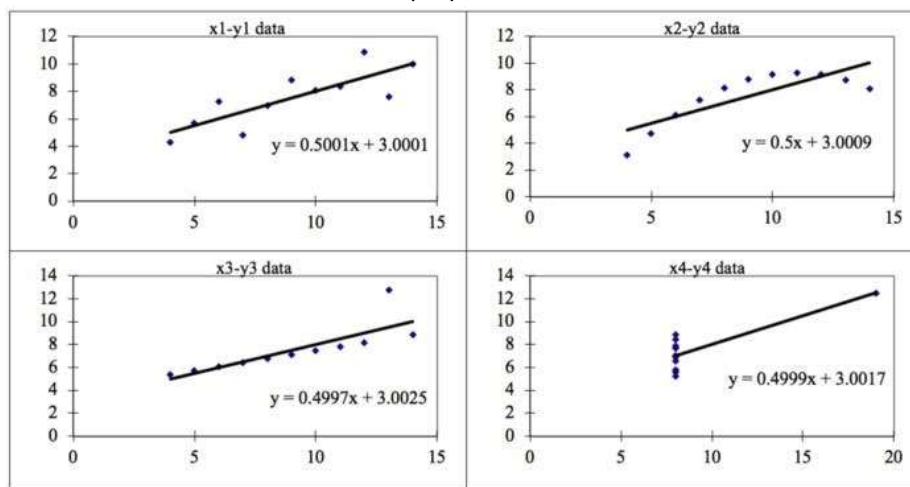 x1-y1 data
12
10
8
6
4
2
0
y = 0.5001x + 3.0001
0 5 10 15
x2-y2 data
12
10
8
6
4
2
0
y = 0.5x + 3.0009
0 5 10 15
x3-y3 data
14
12
10
8
6
4
2
0
y = 0.4997x + 3.0025
0 5 10 15
x4-y4 data
14
12
10
8
6
4
2
0
y = 0.4999x + 3.0017
0 5 10 15 20